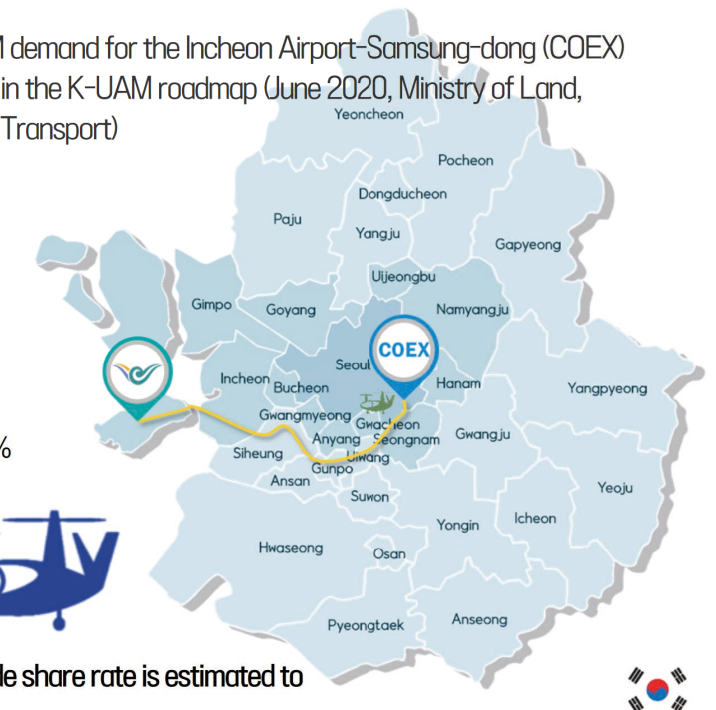 M demand for the Incheon Airport-Samsung-dong (COEX)
in the K-UAM roadmap (June 2020, Ministry of Land,
Transport)
Yeoncheon
Pocheon
Dongducheon
Paju
Yangju
Gapyeong
Uijeongbu
Gimpo
Goyang
Namyangju
COEX
Seoul
Incheon
Bucheon
Hanam
Yangpyeong
Gwangmyeong
Gwacheon
Anyang
Seongnam
Gwangju
%
Siheung
Uiwang
Gunpo
Ansan
Suwon
Yeoju
Yongin
Icheon
Hwaseong
Osan
Pyeongtaek
Anseong
de share rate is estimated to